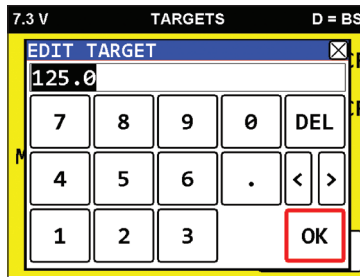 7.3 V TARGETS D = BS
EDIT TARGET
125.0
7 8 9 0 DEL
4 5 6 . < >
1 2 3 OK